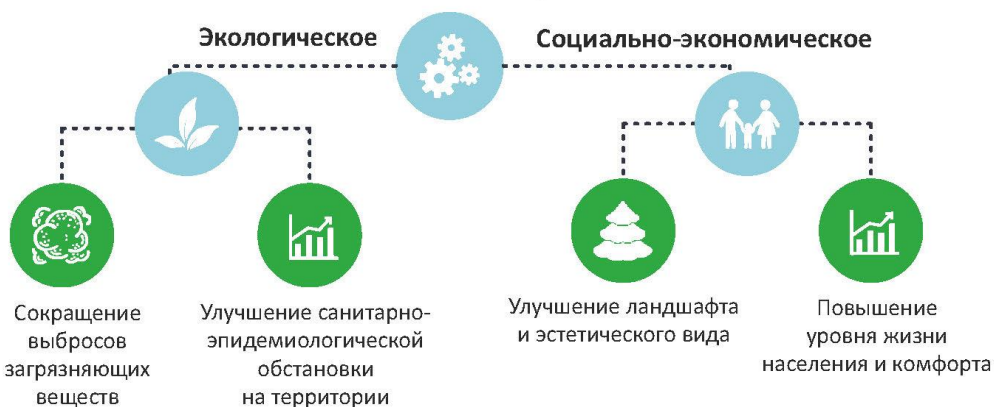 Экологическое
Социально-экономическое
Сокращение
выбросов
загрязняющих
веществ
Улучшение санитарно-
эпидемиологической
обстановки
на территории
Улучшение ландшафта
и эстетического вида
Повышение
уровня жизни
населения и комфорта